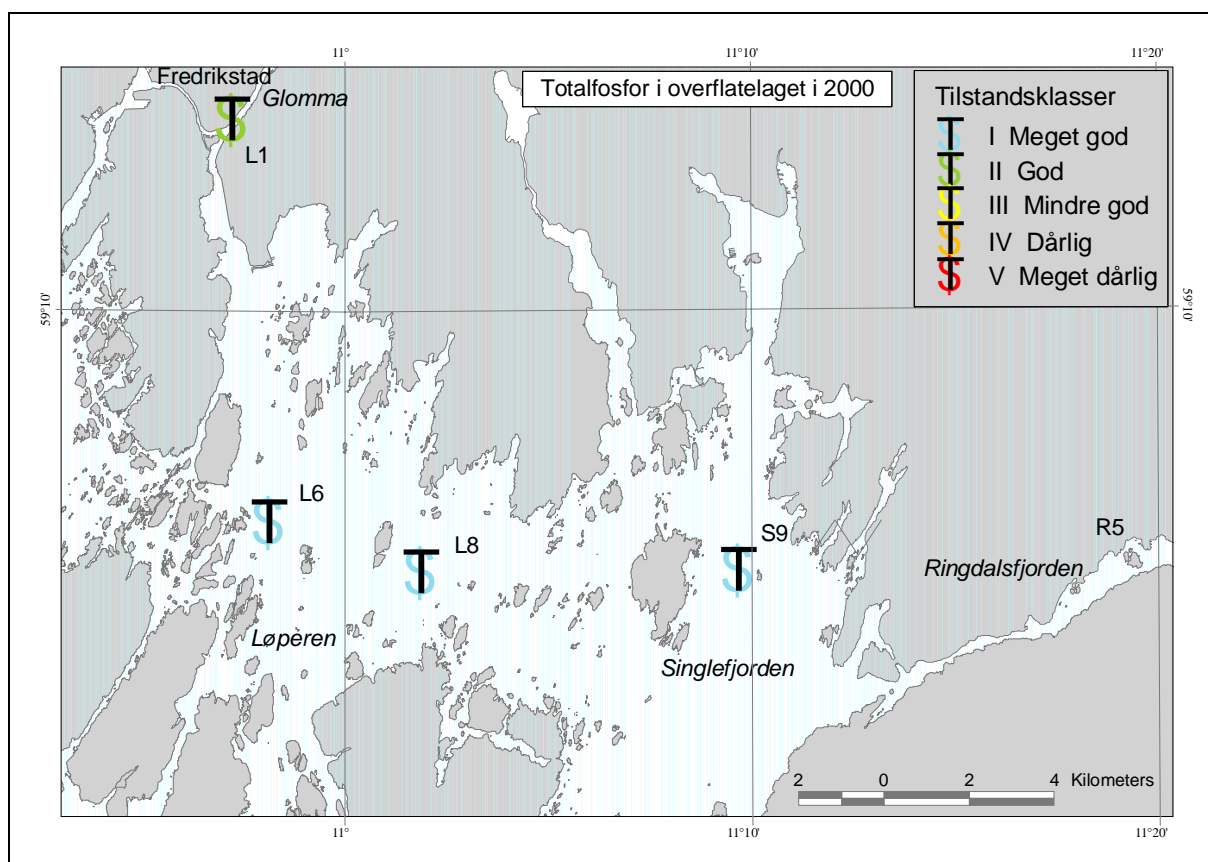 11°
11°10'
11°20'
Fredrikstad
Glomma
Totalfosfor i overflatelaget i 2000
Tilstandsklasser
I Meget god
II God
III Mindre god
IV Dårlig
V Meget dårlig
L1
59°10'
59°10'
L6
L8
S9
R5
Ringdalsfjorden
Løperen
Singlefjorden
2 0 2 4 Kilometers
11°
11°10'
11°20'